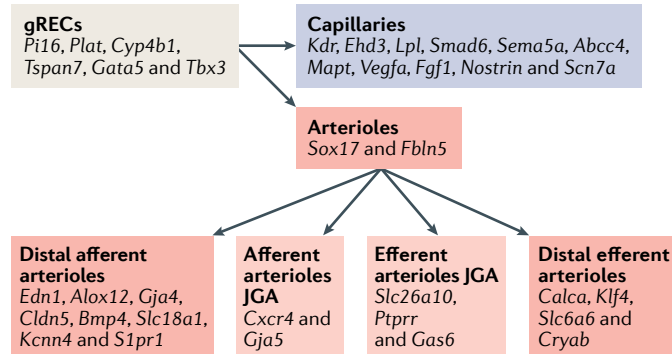 gRECs
Pi16, Plat, Cyp4b1,
Tspan7, Gata5 and Tbx3
Capillaries
Kdr, Ehd3, Lpl, Smad6, Sema5a, Abcc4,
Mapt, Vegfa, Fgf1, Nostrin and Scn7a
Arterioles
Sox17 and Fbln5
Distal afferent
arterioles
Edn1, Alox12, Gja4,
Cldn5, Bmp4, Slc18a1,
Kcnn4 and S1pr1
Afferent
arterioles
JGA
Cxcr4 and
Gja5
Efferent
arterioles JGA
Slc26a10,
Ptprr
and Gas6
Distal efferent
arterioles
Calca, Klf4,
Slc6a6 and
Cryab